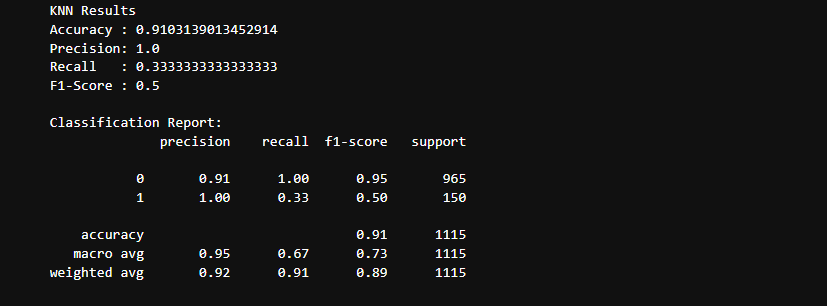 KNN Results
Accuracy : 0.9103139013452914
Precision: 1.0
Recall   : 0.3333333333333333
F1-Score : 0.5
Classification Report:
              precision    recall  f1-score   support
           0       0.91      1.00      0.95       965
           1       1.00      0.33      0.50       150
    accuracy                           0.91      1115
   macro avg       0.95      0.67      0.73      1115
weighted avg       0.92      0.91      0.89      1115